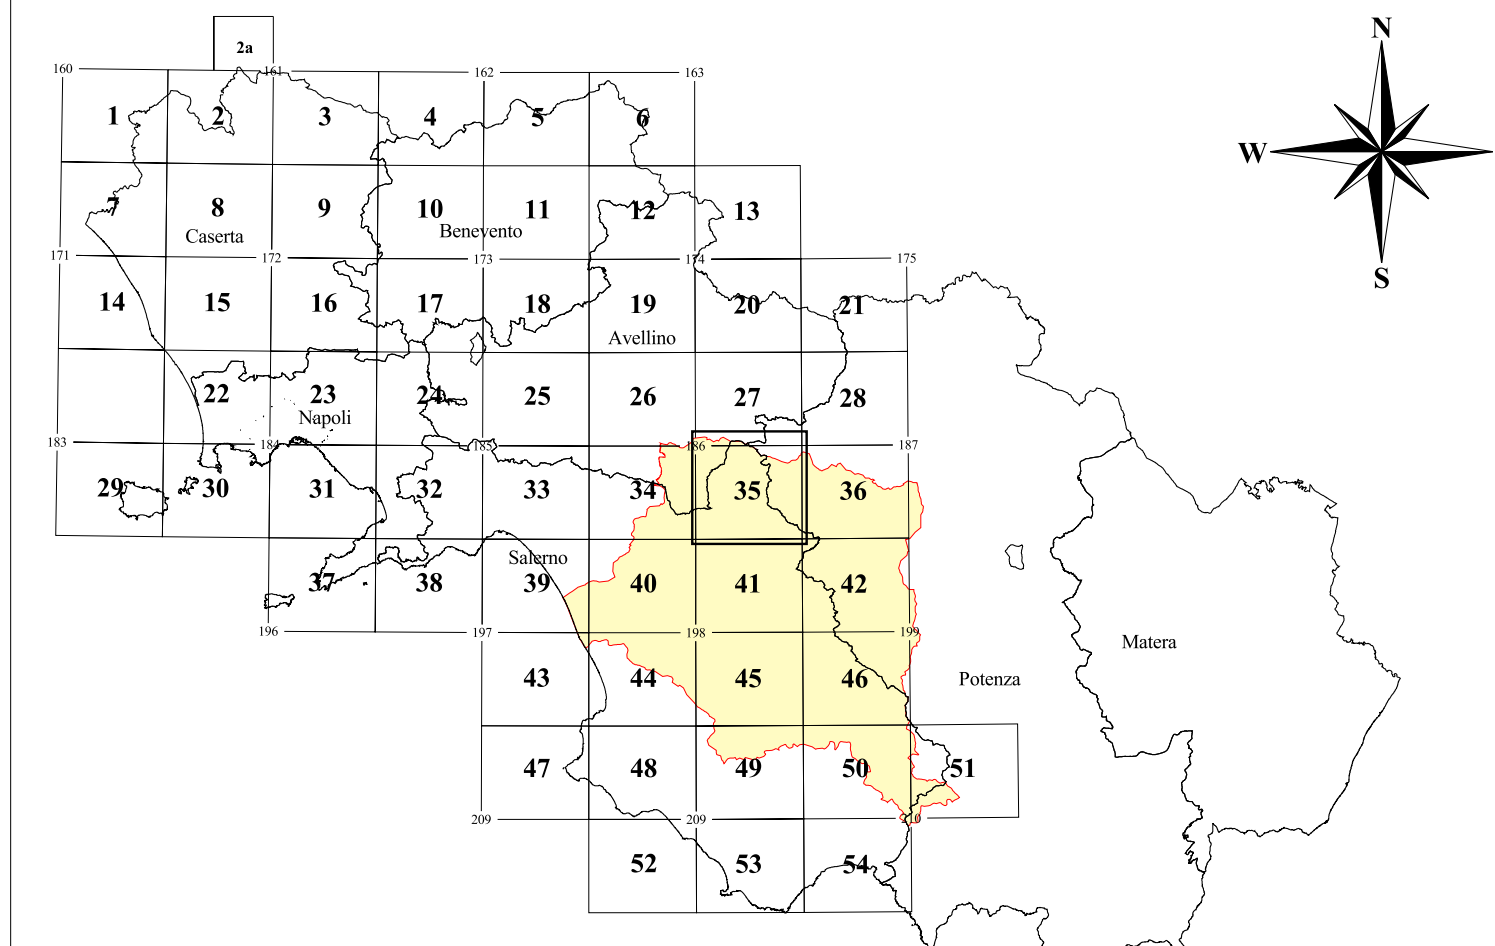 N
2a
160 161 162 163
1 2 3 4 5 6
W
7 8 9 10 11 12 13
Caserta Benevento
171 172 173 174 175
S
14 15 16 17 18 19 20 21
Avellino
22 23 24 25 26 27 28
Napoli
183 184 185 186 187
29 30 31 32 33 34 35 36
Salerno
37 38 39 40 41 42
196 197 198 199
Matera
43 44 45 46 Potenza
47 48 49 50 51
209 209 210
52 53 54